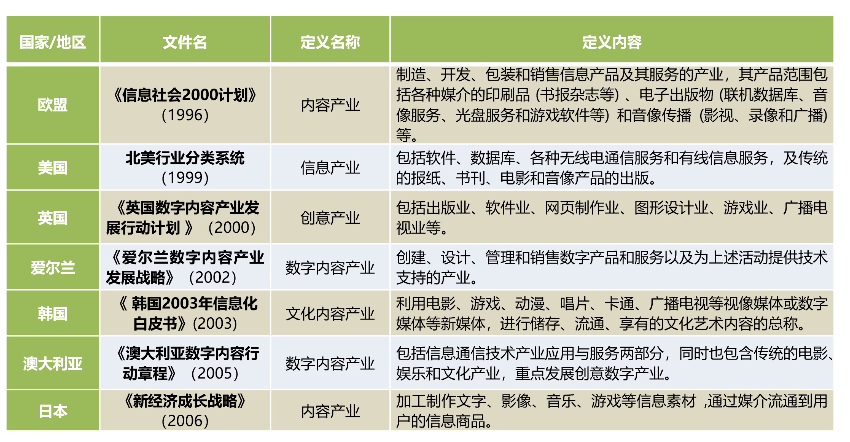 国家/地区 文件名 定义名称 定义内容
欧盟
《信息社会2000计划》
(1996)
内容产业
制造、开发、包装和销售信息产品及其服务的产业，其产品范围包
括各种媒介的印刷品 (书报杂志等) 、电子出版物 (联机数据库、音
像服务、光盘服务和游戏软件等) 和音像传播 (影视、录像和广播)
等。
美国
北美行业分类系统
(1999)
信息产业
包括软件、数据库、各种无线电通信服务和有线信息服务，及传统
的报纸、书刊、电影和音像产品的出版。
英国
《英国数字内容产业发
展行动计划 》（2000）
创意产业
包括出版业、软件业、网页制作业、图形设计业、游戏业、广播电
视业等。
爱尔兰
《爱尔兰数字内容产业
发展战略》（2002）
数字内容产业
创建、设计、管理和销售数字产品和服务以及为上述活动提供技术
支持的产业。
韩国
《 韩国2003年信息化
白皮书》(2003)
文化内容产业
利用电影、游戏、动漫、唱片、卡通、广播电视等视像媒体或数字
媒体等新媒体，进行储存、流通、享有的文化艺术内容的总称。
澳大利亚
《澳大利亚数字内容行
动章程》（2005）
数字内容产业
包括信息通信技术产业应用与服务两部分，同时也包含传统的电影、
娱乐和文化产业，重点发展创意数字产业。
日本
《新经济成长战略》
(2006)
内容产业
加工制作文字、影像、音乐、游戏等信息素材 ,通过媒介流通到用
户的信息商品。